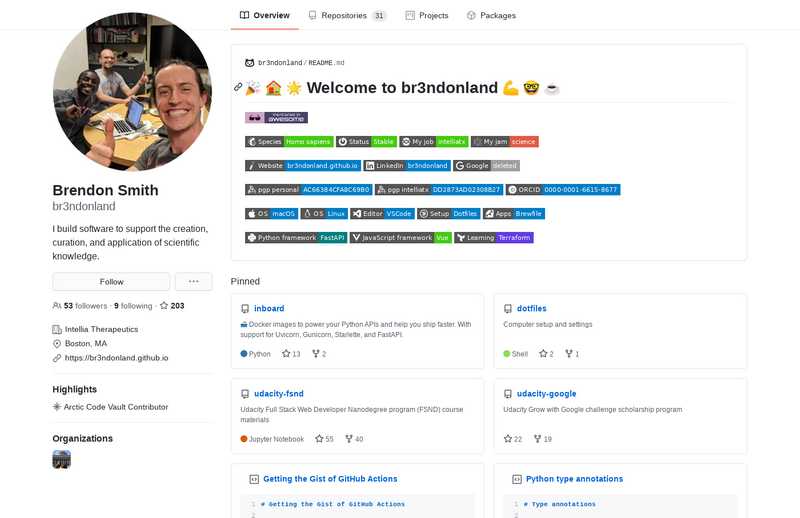 Overview
Repositories 31
Projects
Packages
Brendon Smith
br3ndonland
I build software to support the creation,
curation, and application of scientific
knowledge.
Follow
53 followers · 9 following · 203
Intellia Therapeutics
Boston, MA
https://br3ndonland.github.io
Highlights
Arctic Code Vault Contributor
Organizations
br3ndonland / README.md
Welcome to br3ndonland
mentioned in
awesome
Species Homo sapiens Status Stable My job intelliatx My jam science
Website br3ndonland.github.io LinkedIn br3ndonland Google deleted
pgp personal AC66384CFA8C69B0 pgp intelliatx DD2873AD02308B27 ORCID 0000-0001-6615-8677
OS macOS OS Linux Editor VSCode Setup Dotfiles Apps Brewfile
Python framework FastAPI JavaScript framework Vue Learning Terraform
Pinned
inboard
Docker images to power your Python APIs and help you ship faster. With
support for Uvicorn, Gunicorn, Starlette, and FastAPI.
Python 13 2
dotfiles
Computer setup and settings
Shell 2 1
udacity-fsnd
Udacity Full Stack Web Developer Nanodegree program (FSND) course
materials
Jupyter Notebook 55 40
udacity-google
Udacity Grow with Google challenge scholarship program
22 19
Getting the Gist of GitHub Actions
1 # Getting the Gist of GitHub Actions
2
Python type annotations
1 # Type annotations
2